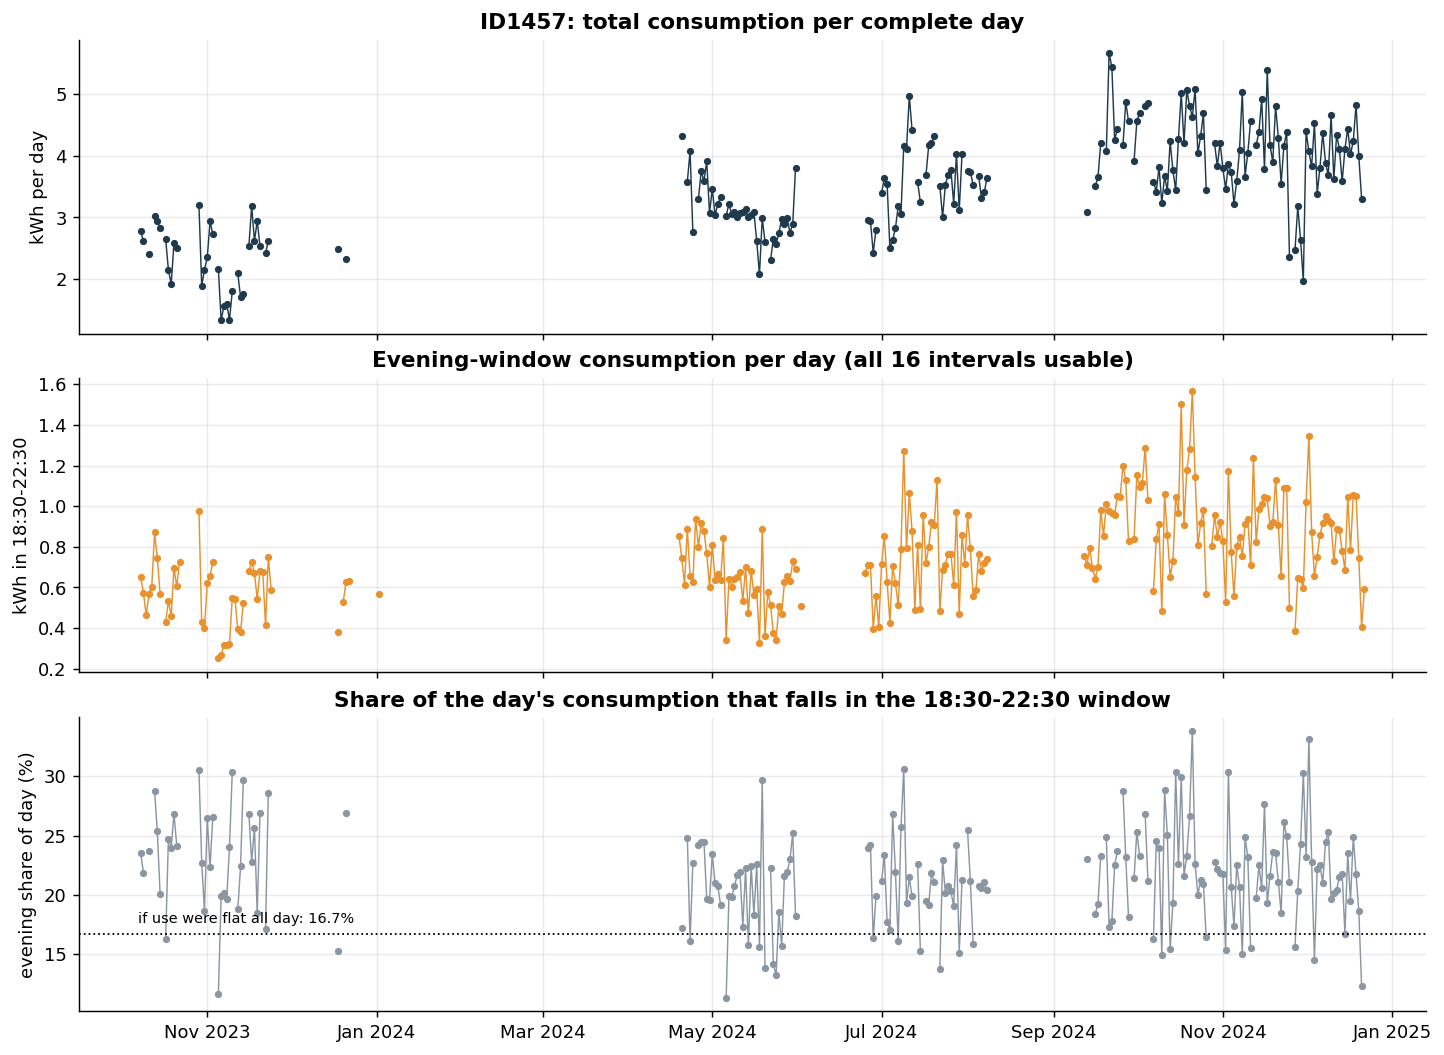 ID1457: total consumption per complete day
kWh per day
5
4
3
2
Evening-window consumption per day (all 16 intervals usable)
kWh in 18:30-22:30
1.6
1.4
1.2
1.0
0.8
0.6
0.4
0.2
Share of the day's consumption that falls in the 18:30-22:30 window
evening share of day (%)
30
25
20
15
if use were flat all day: 16.7%
Nov 2023
Jan 2024
Mar 2024
May 2024
Jul 2024
Sep 2024
Nov 2024
Jan 2025